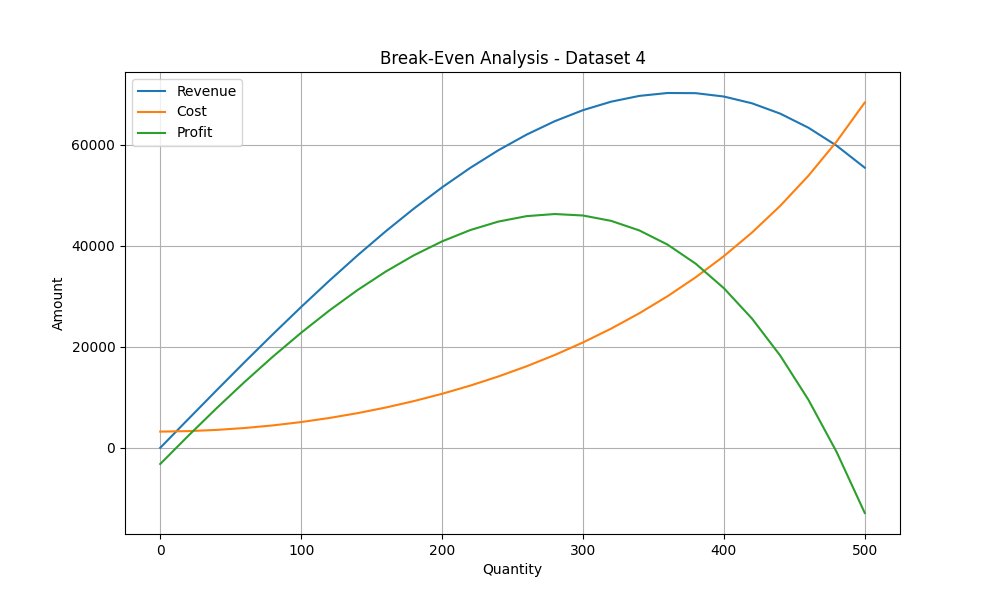 Break-Even Analysis - Dataset 4
Revenue
Cost
Profit
60000
40000
20000
0
Amount
0 100 200 300 400 500
Quantity